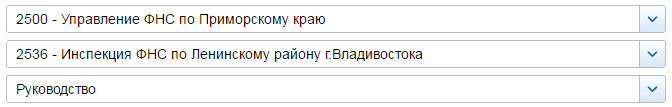 2500 - Управление ФНС по Приморскому краю
2536 - Инспекция ФНС по Ленинскому району г.Владивостока
Руководство